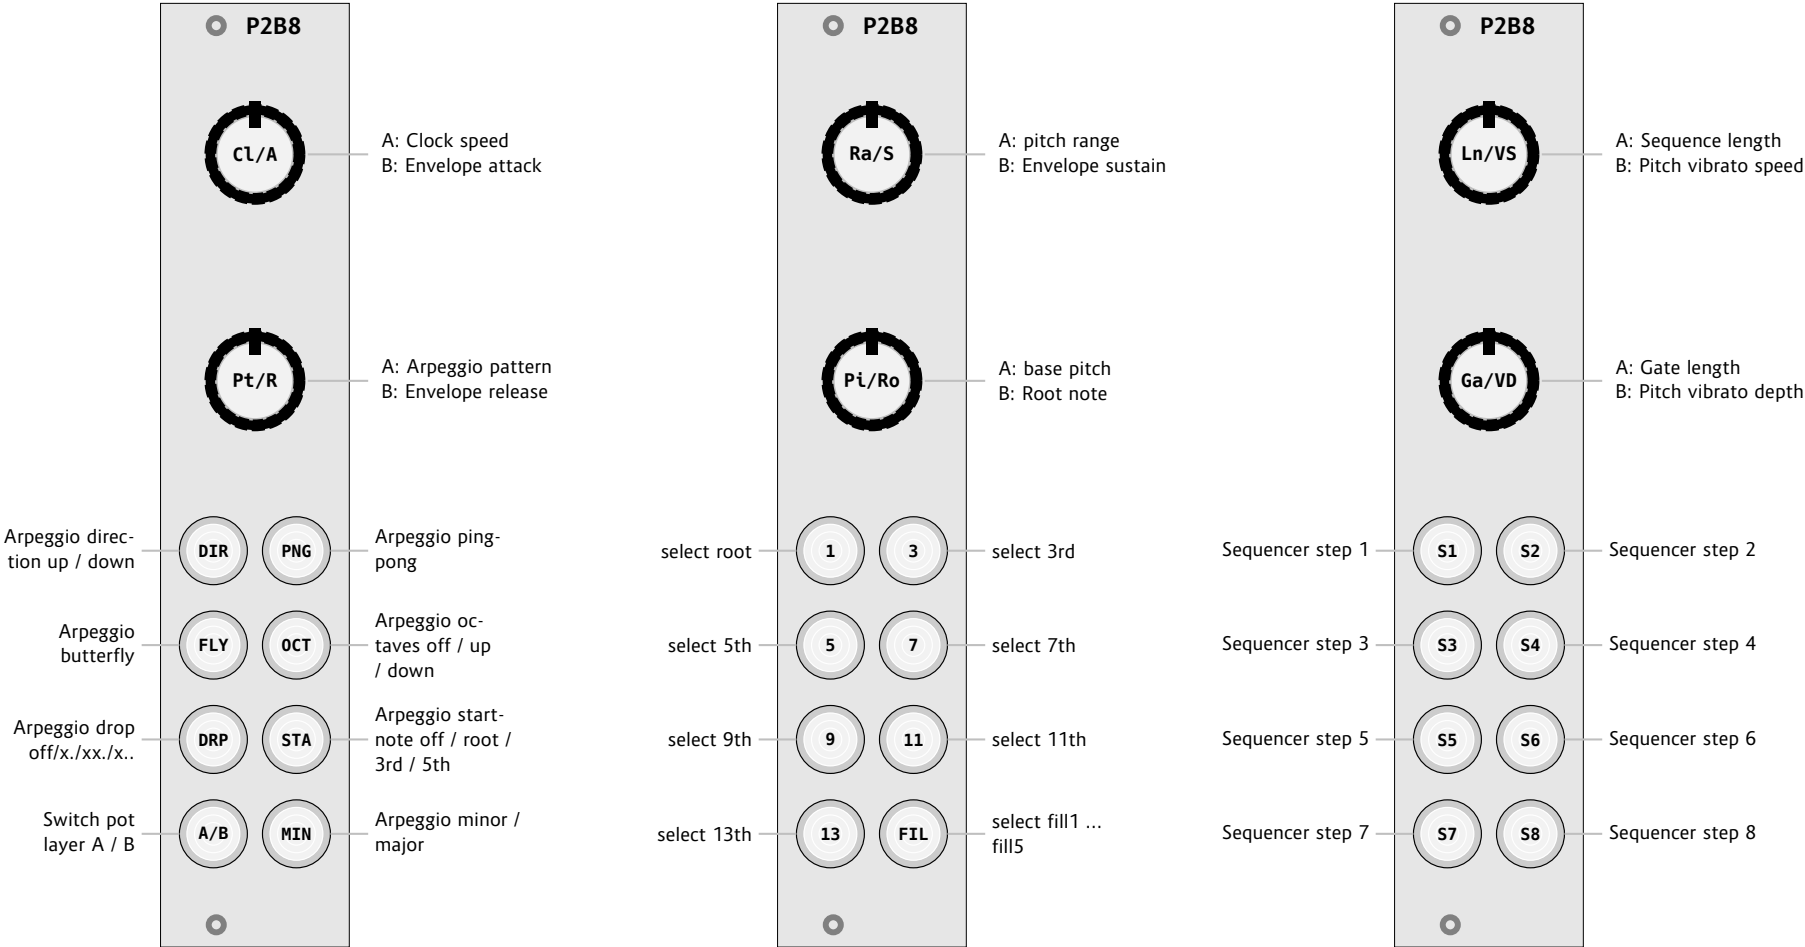 P2B8
Cl/A
A: Clock speed
B: Envelope attack
Pt/R
A: Arpeggio pattern
B: Envelope release
Arpeggio direc-
tion up / down
DIR
PNG
Arpeggio ping-
pong
Arpeggio
butterfly
FLY
OCT
Arpeggio oc-
taves off / up
/ down
Arpeggio drop
off/x./xx./x..
DRP
STA
Arpeggio start-
note off / root /
3rd / 5th
Switch pot
layer A / B
A/B
MIN
Arpeggio minor /
major
P2B8
Ra/S
A: pitch range
B: Envelope sustain
Pi/Ro
A: base pitch
B: Root note
select root
1
3
select 3rd
select 5th
5
7
select 7th
select 9th
9
11
select 11th
select 13th
13
FIL
select fill1 ...
fill5
P2B8
Ln/VS
A: Sequence length
B: Pitch vibrato speed
Ga/VD
A: Gate length
B: Pitch vibrato depth
Sequencer step 1
S1
S2
Sequencer step 2
Sequencer step 3
S3
S4
Sequencer step 4
Sequencer step 5
S5
S6
Sequencer step 6
Sequencer step 7
S7
S8
Sequencer step 8